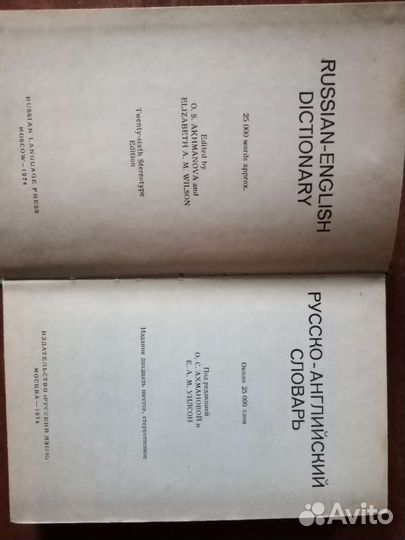 RUSSIAN-ENGLISH
DICTIONARY
25 000 words approx.
Edited by
O. S. AKHMANOVA and
ELIZABETH A. M. WILSON
Twenty-sixth Stereotype
Edition
RUSSIAN LANGUAGE PRESS
MOSCOW—1974
РУССКО-АНГЛИЙСКИЙ
СЛОВАРЬ
Около 25 000 слов
Под редакцией
О. С. АХМАНОВОЙ и
Е. А. М. УИЛСОН
Издание двадцать шестое, стереотипное
ИЗДАТЕЛЬСТВО «РУССКИЙ ЯЗЫК»
МОСКВА—1974
Avito